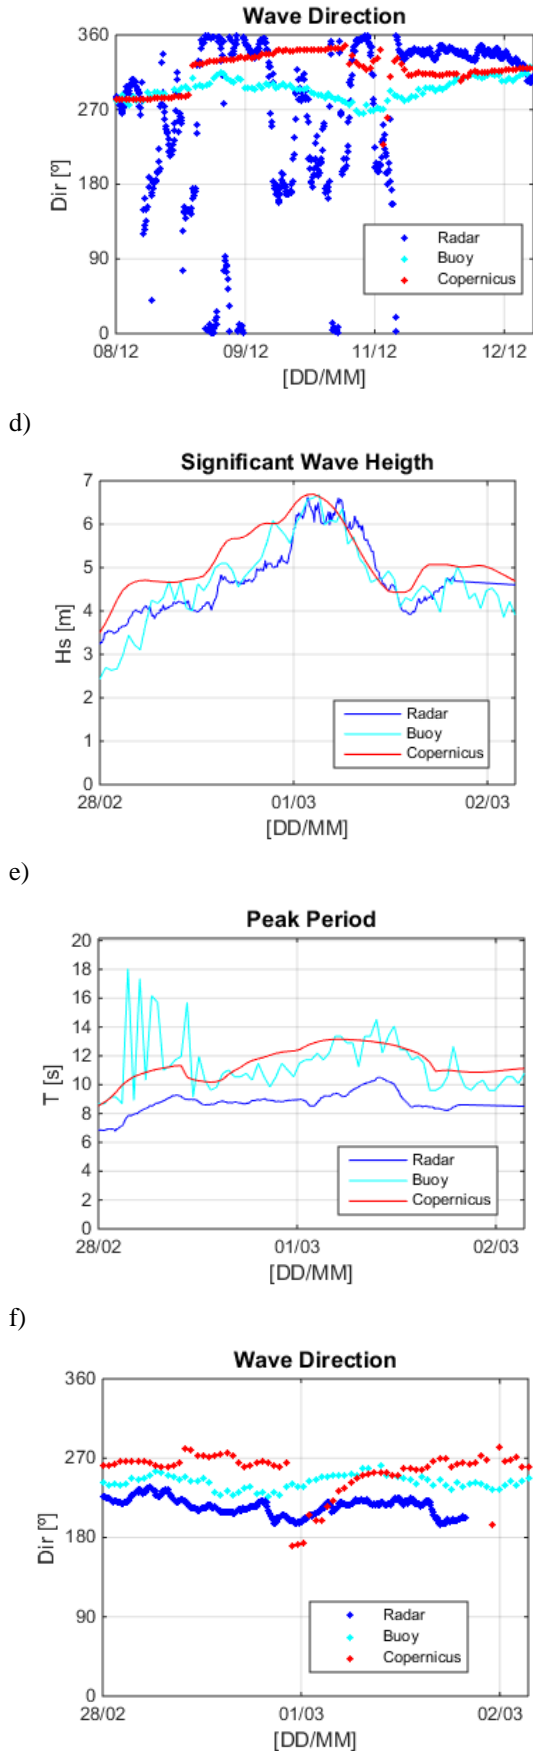 Wave Direction
360
270
180
90
0
Dir [º]
Radar
Buoy
Copernicus
08/12
09/12
11/12
12/12
[DD/MM]
d)
Significant Wave Heigth
7
6
5
4
3
2
1
0
Hs [m]
Radar
Buoy
Copernicus
28/02
01/03
02/03
[DD/MM]
e)
Peak Period
20
18
16
14
12
10
8
6
4
2
0
T [s]
Radar
Buoy
Copernicus
28/02
01/03
02/03
[DD/MM]
f)
Wave Direction
360
270
180
90
0
Dir [º]
Radar
Buoy
Copernicus
28/02
01/03
02/03
[DD/MM]